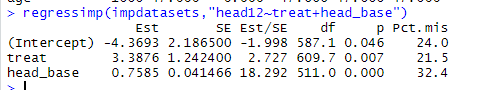 > regressimp(impdatasets,"head12~treat+head_base")
Est SE Est/SE df p Pct.mis
(Intercept) -4.3693 2.186500 -1.998 587.1 0.046 24.0
treat 3.3876 1.242400 2.727 609.7 0.007 21.5
head_base 0.7585 0.041466 18.292 511.0 0.000 32.4
>